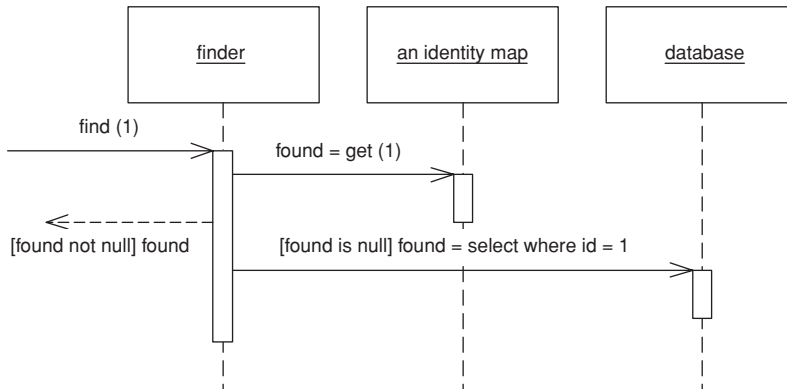 finder
an identity map
database
find (1)
found = get (1)
[found not null] found
[found is null] found = select where id = 1